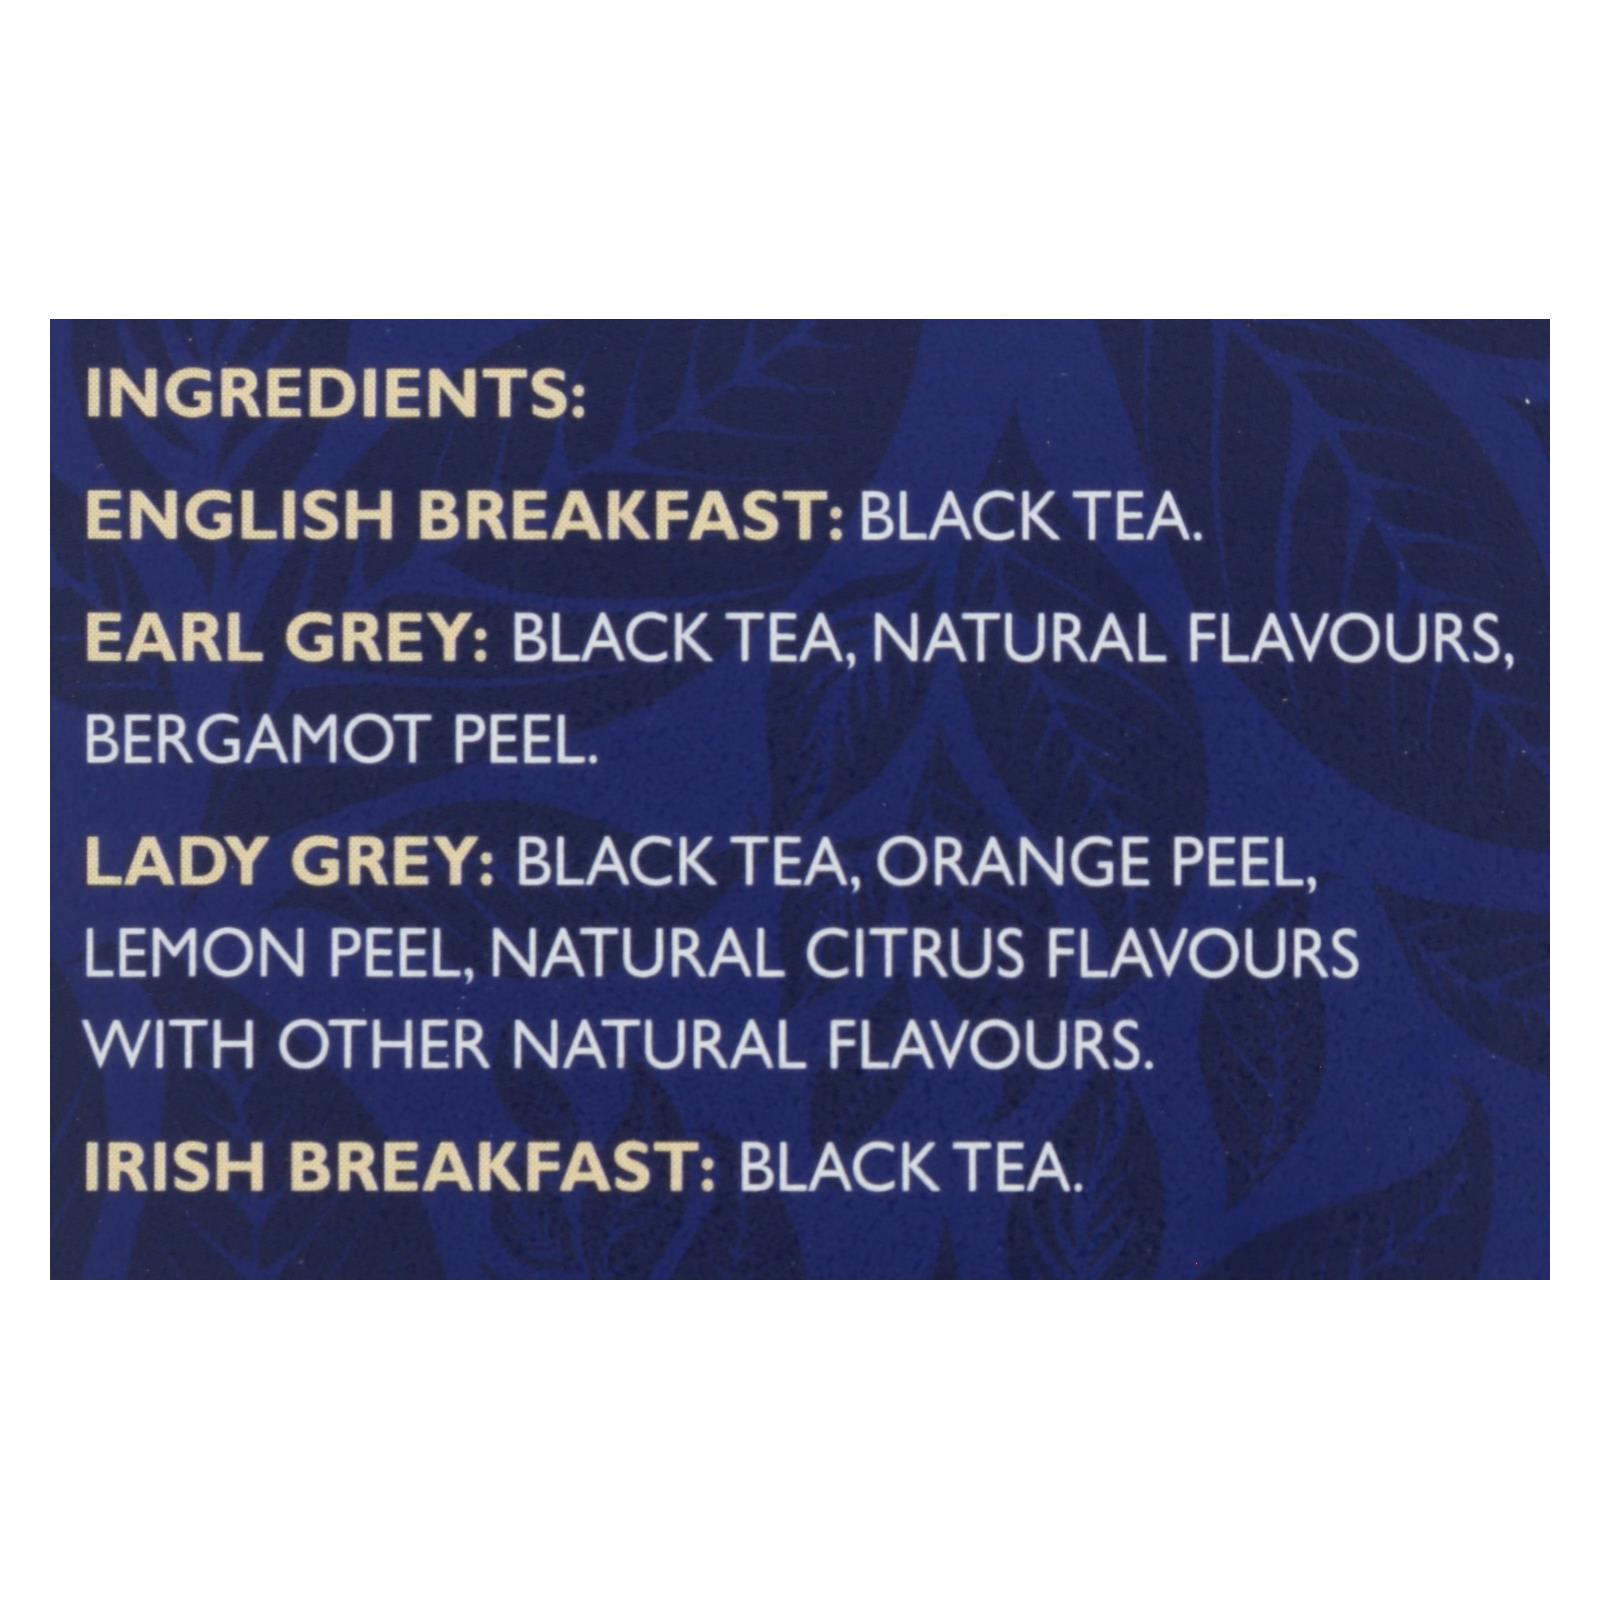 INGREDIENTS:
ENGLISH BREAKFAST: BLACK TEA.
EARL GREY: BLACK TEA, NATURAL FLAVOURS,
BERGAMOT PEEL.
LADY GREY: BLACK TEA, ORANGE PEEL,
LEMON PEEL, NATURAL CITRUS FLAVOURS
WITH OTHER NATURAL FLAVOURS.
IRISH BREAKFAST: BLACK TEA.